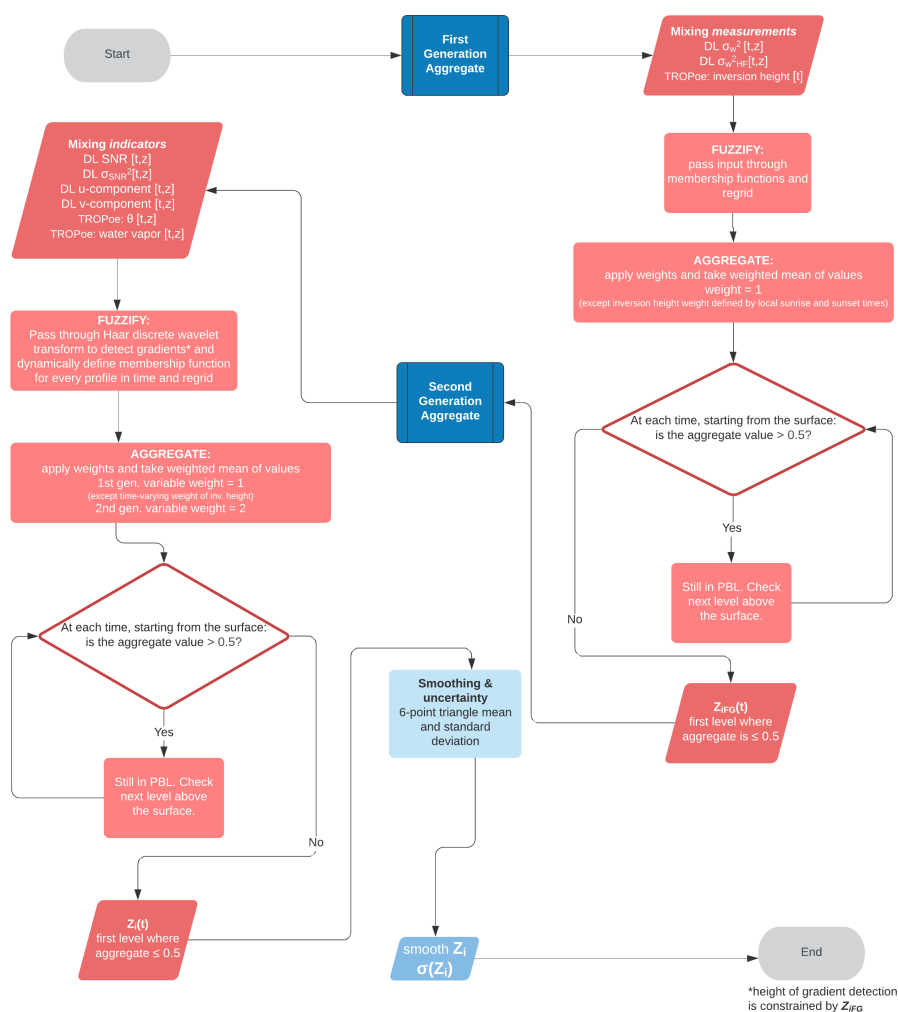 Start
First
Generation
Aggregate
Mixing measurements
DL σw² [t,z]
DL σw²HF[t,z]
TROPoe: inversion height [t]
FUZZIFY:
pass input through
membership functions and
regrid
AGGREGATE:
apply weights and take weighted mean of values
weight = 1
(except inversion height weight defined by local sunrise and sunset times)
At each time, starting from the surface:
is the aggregate value > 0.5?
Yes
Still in PBL. Check
next level above
the surface.
No
ZiFG(t)
first level where
aggregate is ≤ 0.5
Second
Generation
Aggregate
Mixing indicators
DL SNR [t,z]
DL σSNR²[t,z]
DL u-component [t,z]
DL v-component [t,z]
TROPoe: θ [t,z]
TROPoe: water vapor [t,z]
FUZZIFY:
Pass through Haar discrete wavelet
transform to detect gradients* and
dynamically define membership function
for every profile in time and regrid
AGGREGATE:
apply weights and take weighted mean of values
1st gen. variable weight = 1
(except time-varying weight of inv. height)
2nd gen. variable weight = 2
At each time, starting from the surface:
is the aggregate value > 0.5?
Yes
Still in PBL. Check
next level above
the surface.
No
Zi(t)
first level where
aggregate ≤ 0.5
Smoothing &
uncertainty
6-point triangle mean
and standard
deviation
smooth Zi
σ(Zi)
End
*height of gradient detection
is constrained by ZiFG